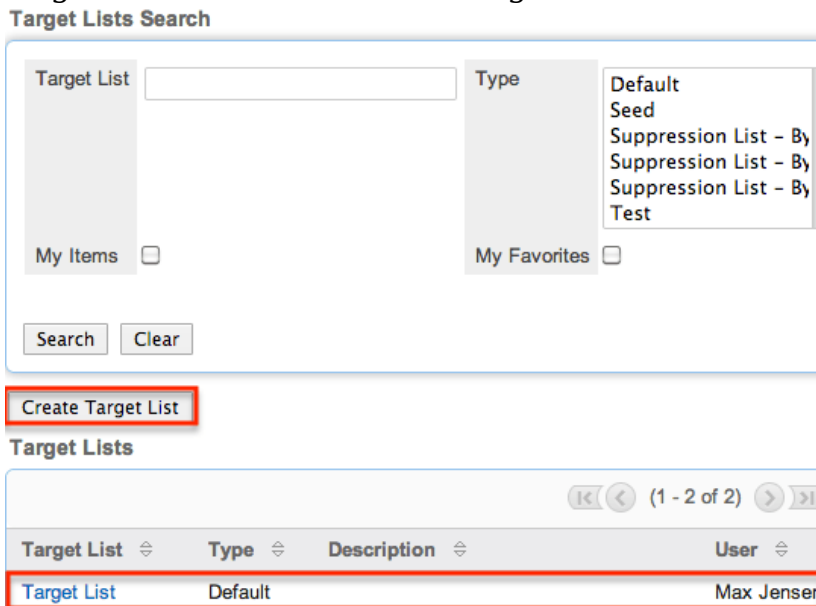 Target Lists Search
Target List Type Default
Seed
Suppression List – By
Suppression List – By
Suppression List – By
Test
My Items My Favorites
Search Clear
Create Target List
Target Lists
(1 - 2 of 2)
Target List Type Description User
Target List Default Max Jensen